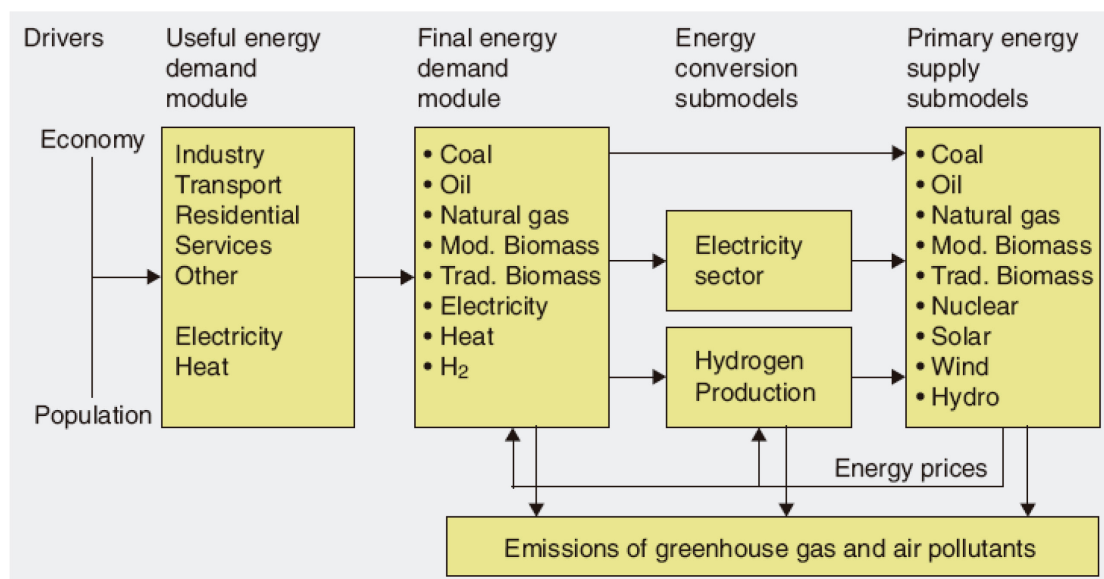 Drivers
Useful energy
demand
module
Final energy
demand
module
Energy
conversion
submodels
Primary energy
supply
submodels
Economy
Population
Industry
Transport
Residential
Services
Other
Electricity
Heat
• Coal
• Oil
• Natural gas
• Mod. Biomass
• Trad. Biomass
• Electricity
• Heat
• H₂
Electricity
sector
Hydrogen
Production
• Coal
• Oil
• Natural gas
• Mod. Biomass
• Trad. Biomass
• Nuclear
• Solar
• Wind
• Hydro
Energy prices
Emissions of greenhouse gas and air pollutants